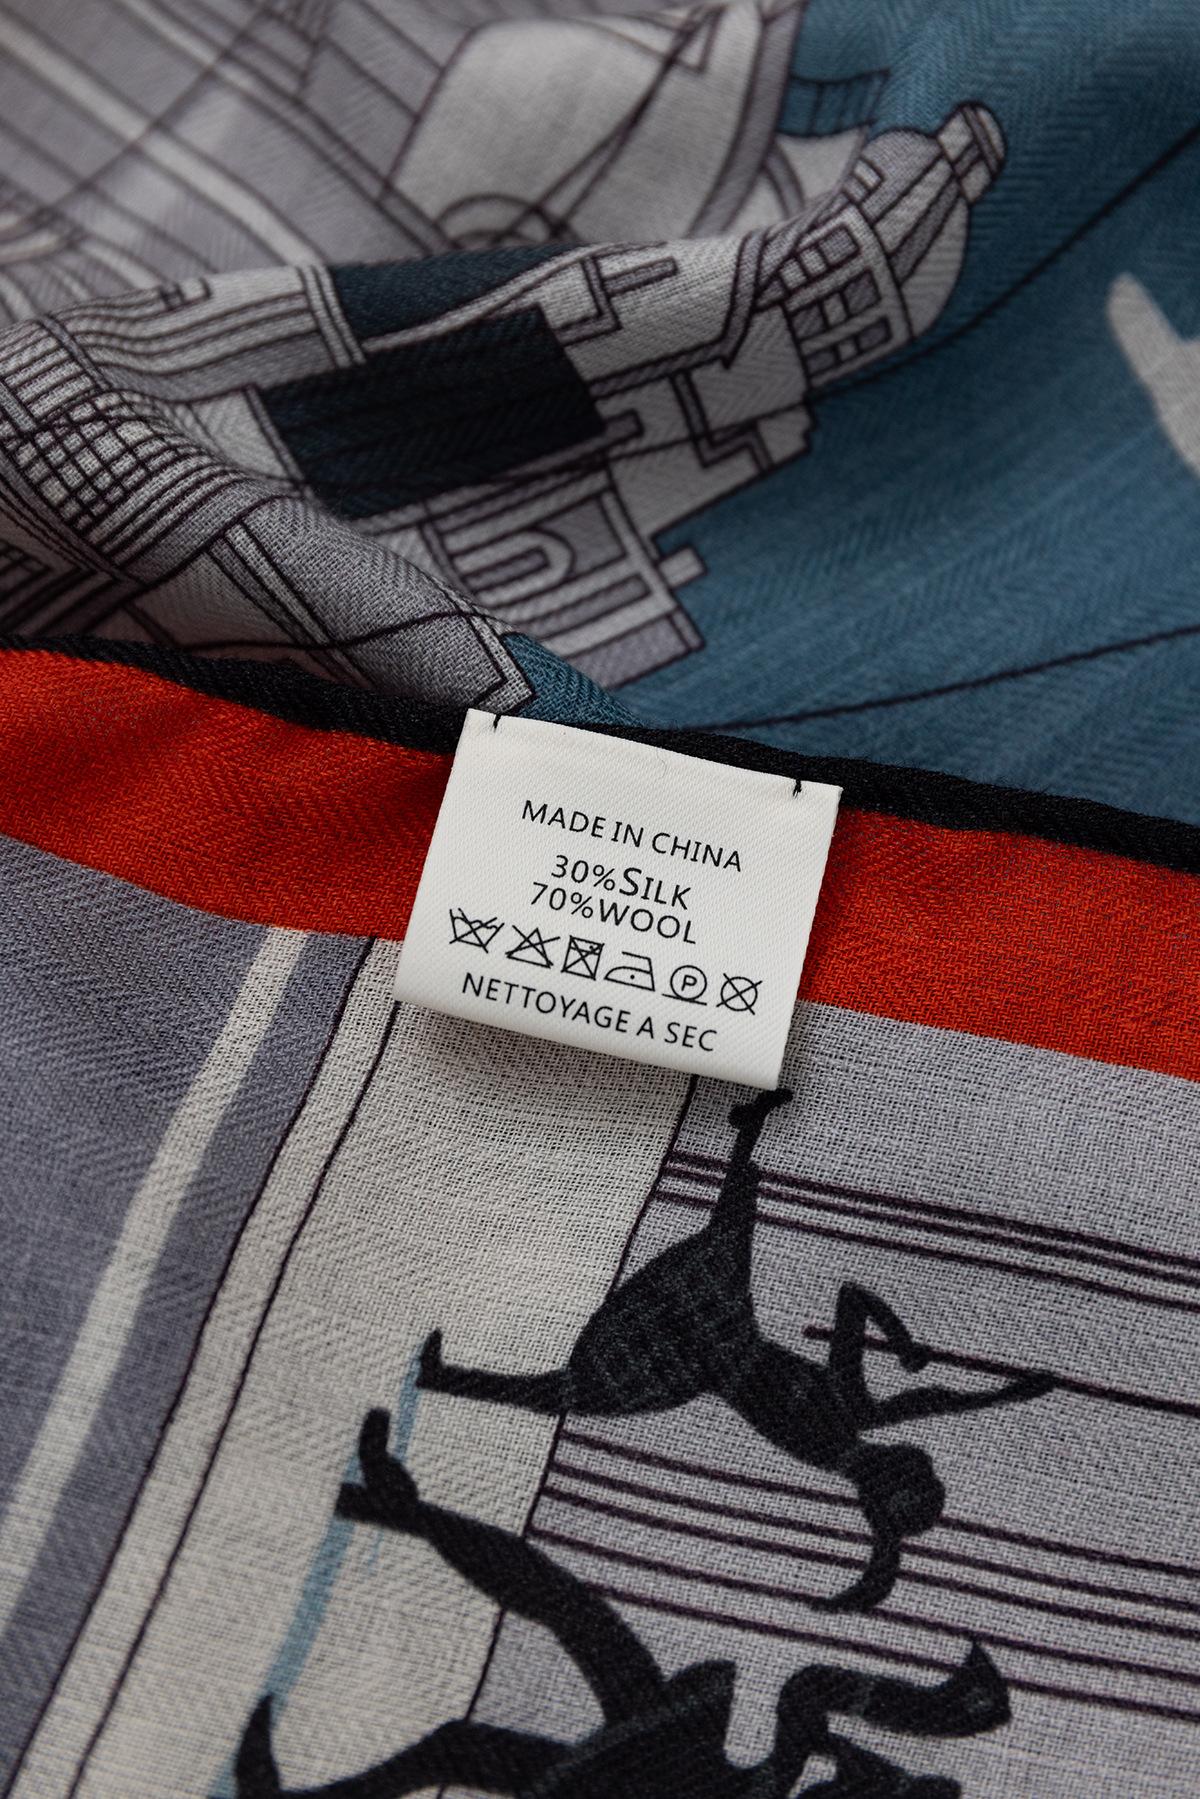 MADE IN CHINA
30%SILK
70%WOOL
P
NETTOYAGE A SEC